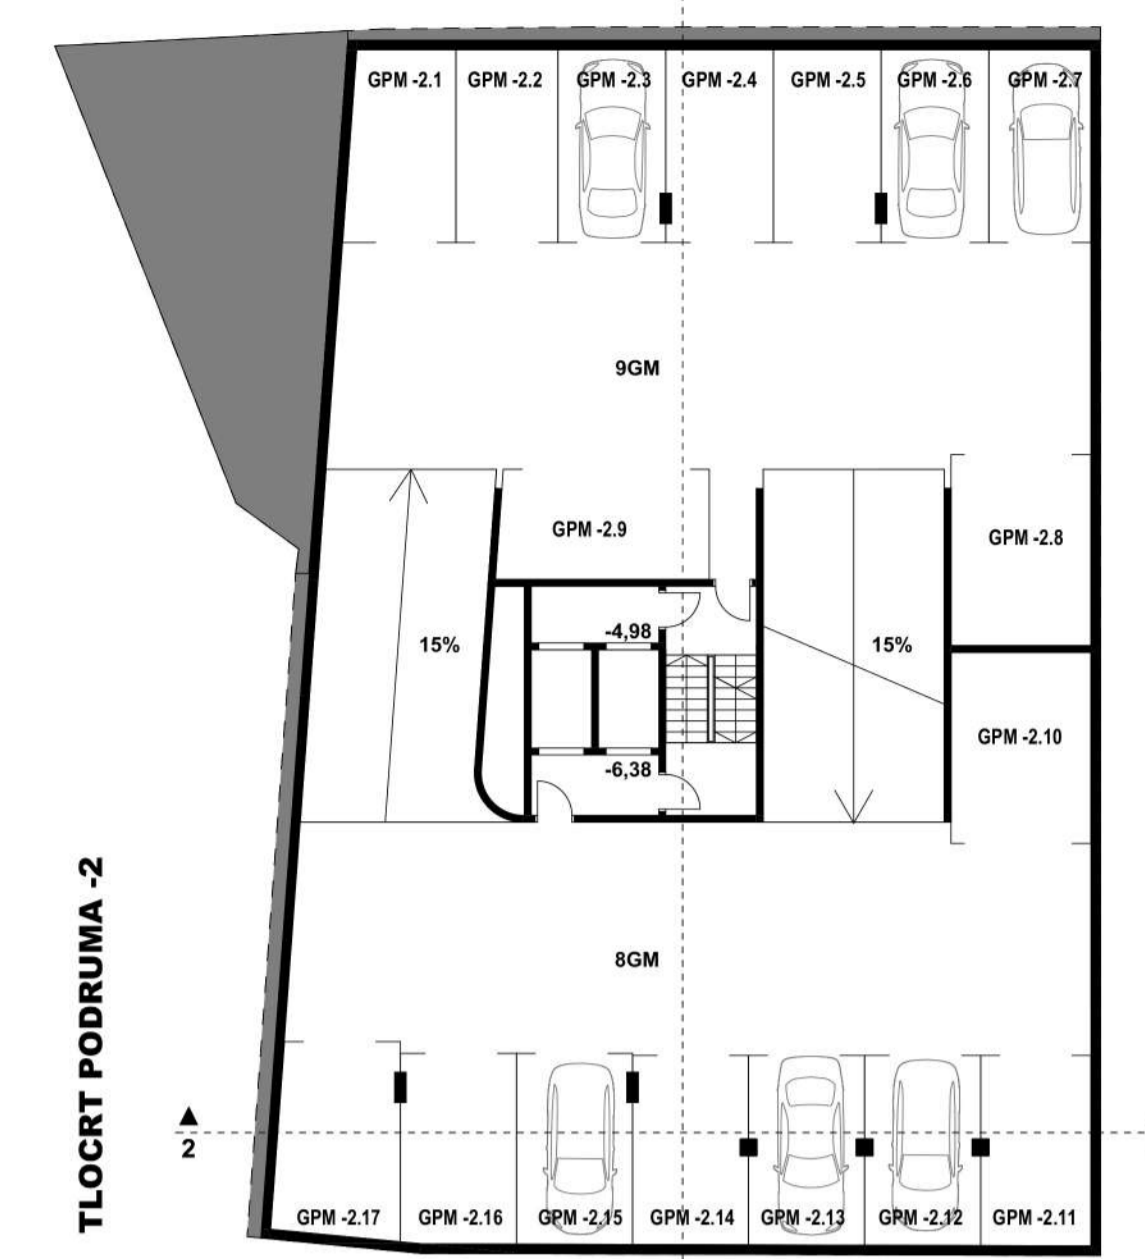 GPM -2.1
GPM -2.2
GPM -2.3
GPM -2.4
GPM -2.5
GPM -2.6
GPM -2.7
9GM
GPM -2.9
GPM -2.8
-4,98
15%
15%
GPM -2.10
-6,38
8GM
TLOCRT PODRUMA -2
2
GPM -2.17
GPM -2.16
GPM -2.15
GPM -2.14
GPM -2.13
GPM -2.12
GPM -2.11